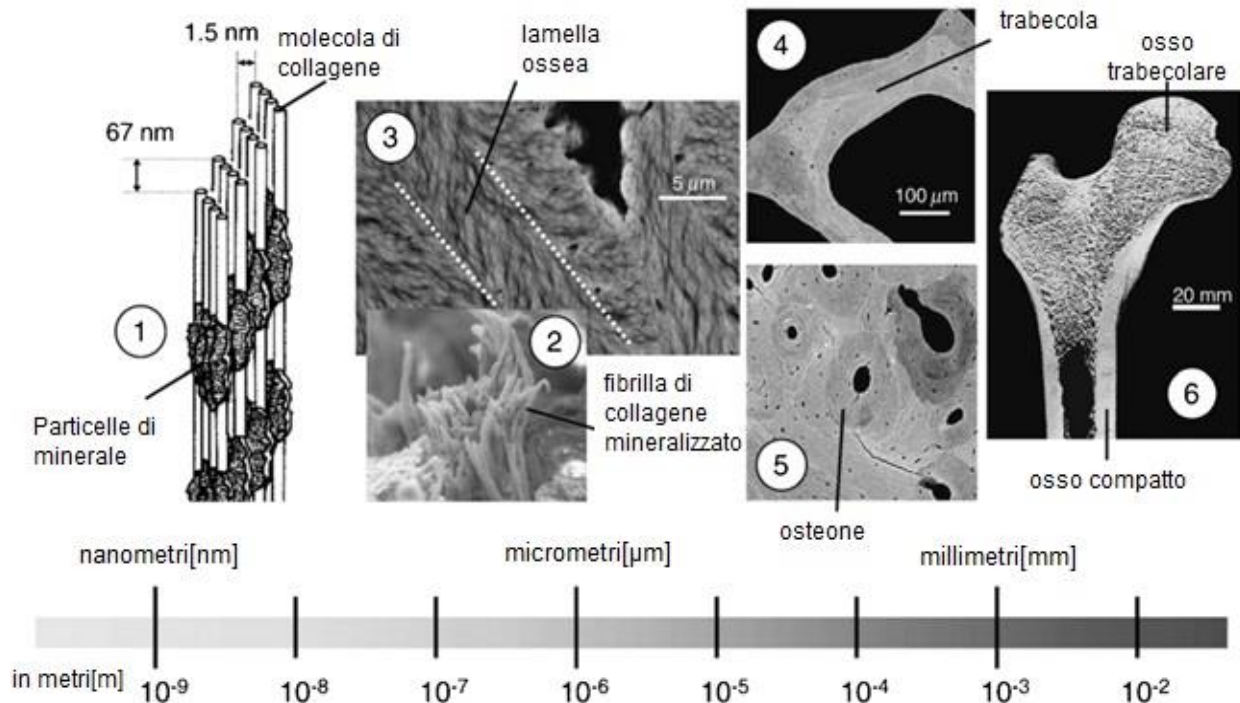 1.5 nm
molecola di
collagene
67 nm
1
Particelle di
minerale
lamella
ossea
3
5 µm
2
fibrilla di
collagene
mineralizzato
4
trabecola
100 µm
5
osteone
osso
trabecolare
20 mm
6
osso compatto
nanometri[nm]
micrometri[µm]
millimetri[mm]
in metri[m]
10-9
10-8
10-7
10-6
10-5
10-4
10-3
10-2